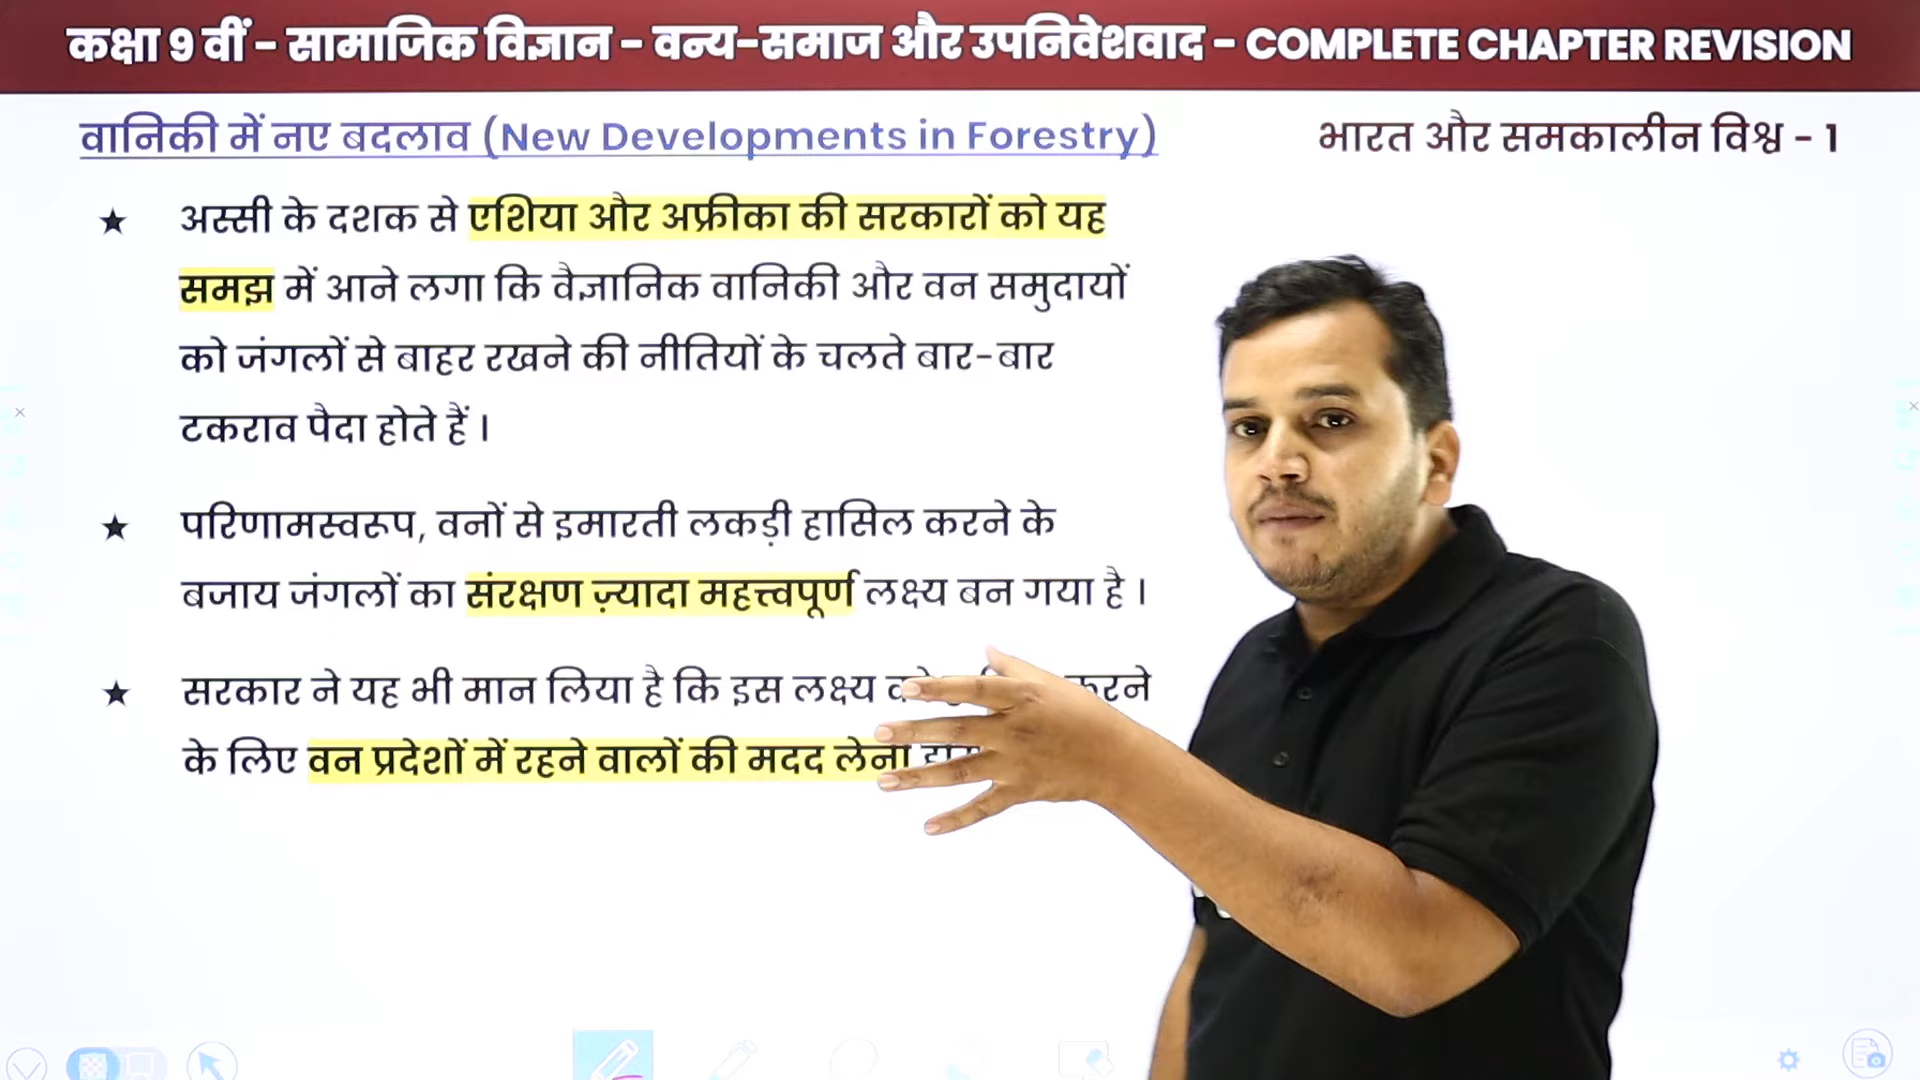 कक्षा 9 वीं - सामाजिक विज्ञान - वन्य-समाज और उपनिवेशवाद - COMPLETE CHAPTER REVISION
वानिकी में नए बदलाव (New Developments in Forestry)
भारत और समकालीन विश्व - 1
★ अस्सी के दशक से एशिया और अफ्रीका की सरकारों को यह
समझ में आने लगा कि वैज्ञानिक वानिकी और वन समुदायों
को जंगलों से बाहर रखने की नीतियों के चलते बार-बार
टकराव पैदा होते हैं।
★ परिणामस्वरूप, वनों से इमारती लकड़ी हासिल करने के
बजाय जंगलों का संरक्षण ज़्यादा महत्त्वपूर्ण लक्ष्य बन गया है।
★ सरकार ने यह भी मान लिया है कि इस लक्ष्य
के लिए वन प्रदेशों में रहने वालों की मदद लेना